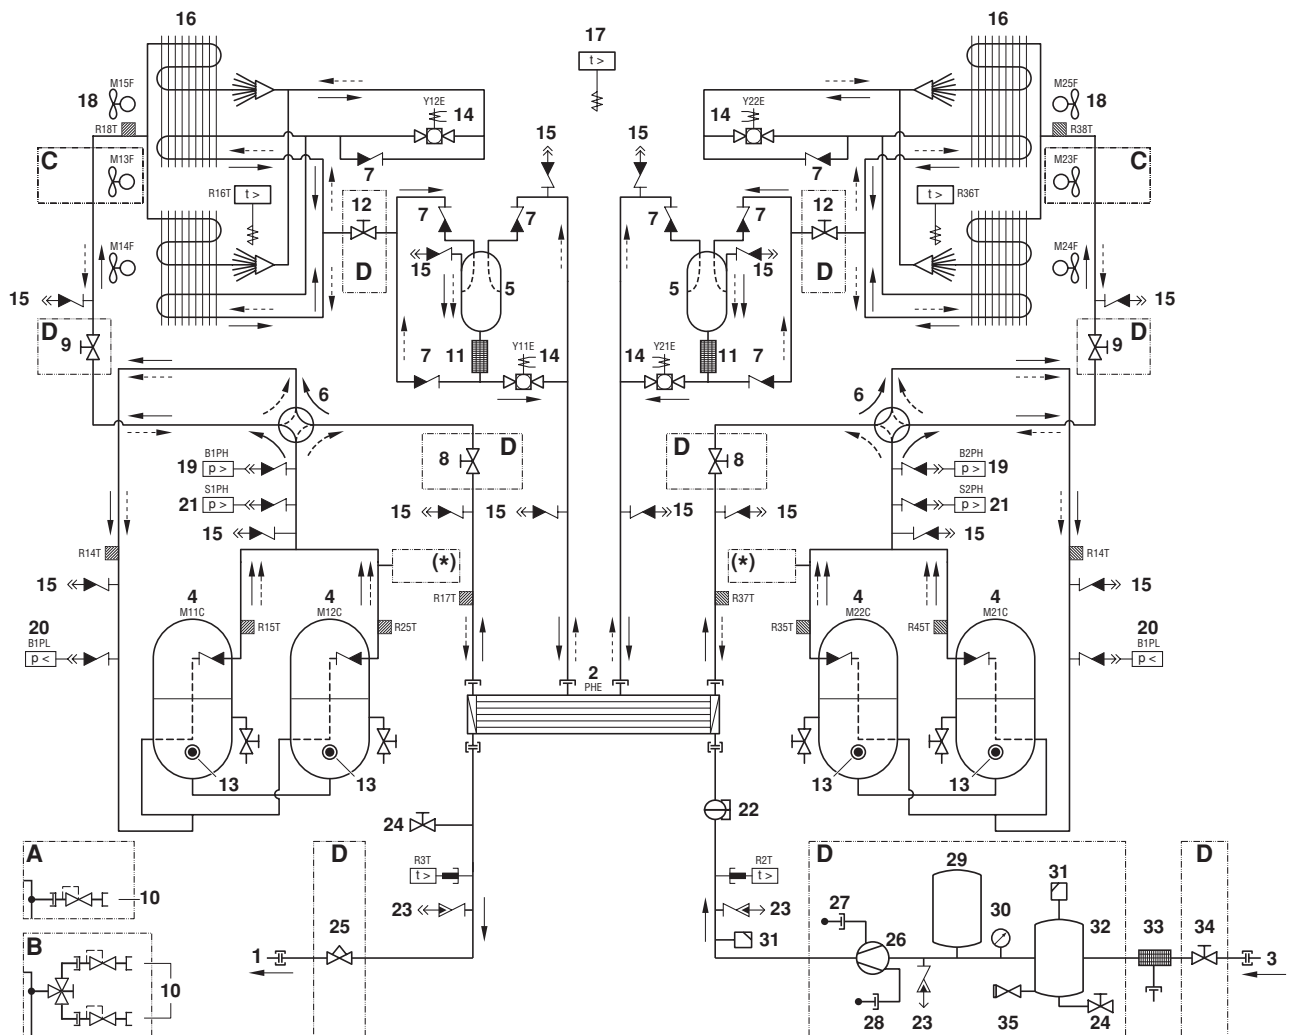 16 17 16
t >
M15F M25F
18 Y12E 14 14 Y22E 18
R18T 15 15 R38T
C M13F 7 7 M23F C
R16T t > 12 7 7 7 7 12 t > R36T
M14F D 15 15 D M24F
15 5 5 15
D 9 7 11 Y11E 14 14 Y21E 11 7 9 D
6 6
8 D D 8
19 B1PH p > B2PH p > 19
21 S1PH p > S2PH p > 21
15 15 15 15 15 15
R14T (*) (*) R14T
15 4 4 4 4 15
M11C M12C R17T R37T M22C M21C
20 R15T R25T R35T R45T 20
B1PL B1PL
p < 2 p <
PHE
13 13 13 13
24 22
A D D D
R3T t > R2T t > 29 31
10 23 23 27 30
B 25 31 26 32 33 34
1 3
10
28 23 35 24